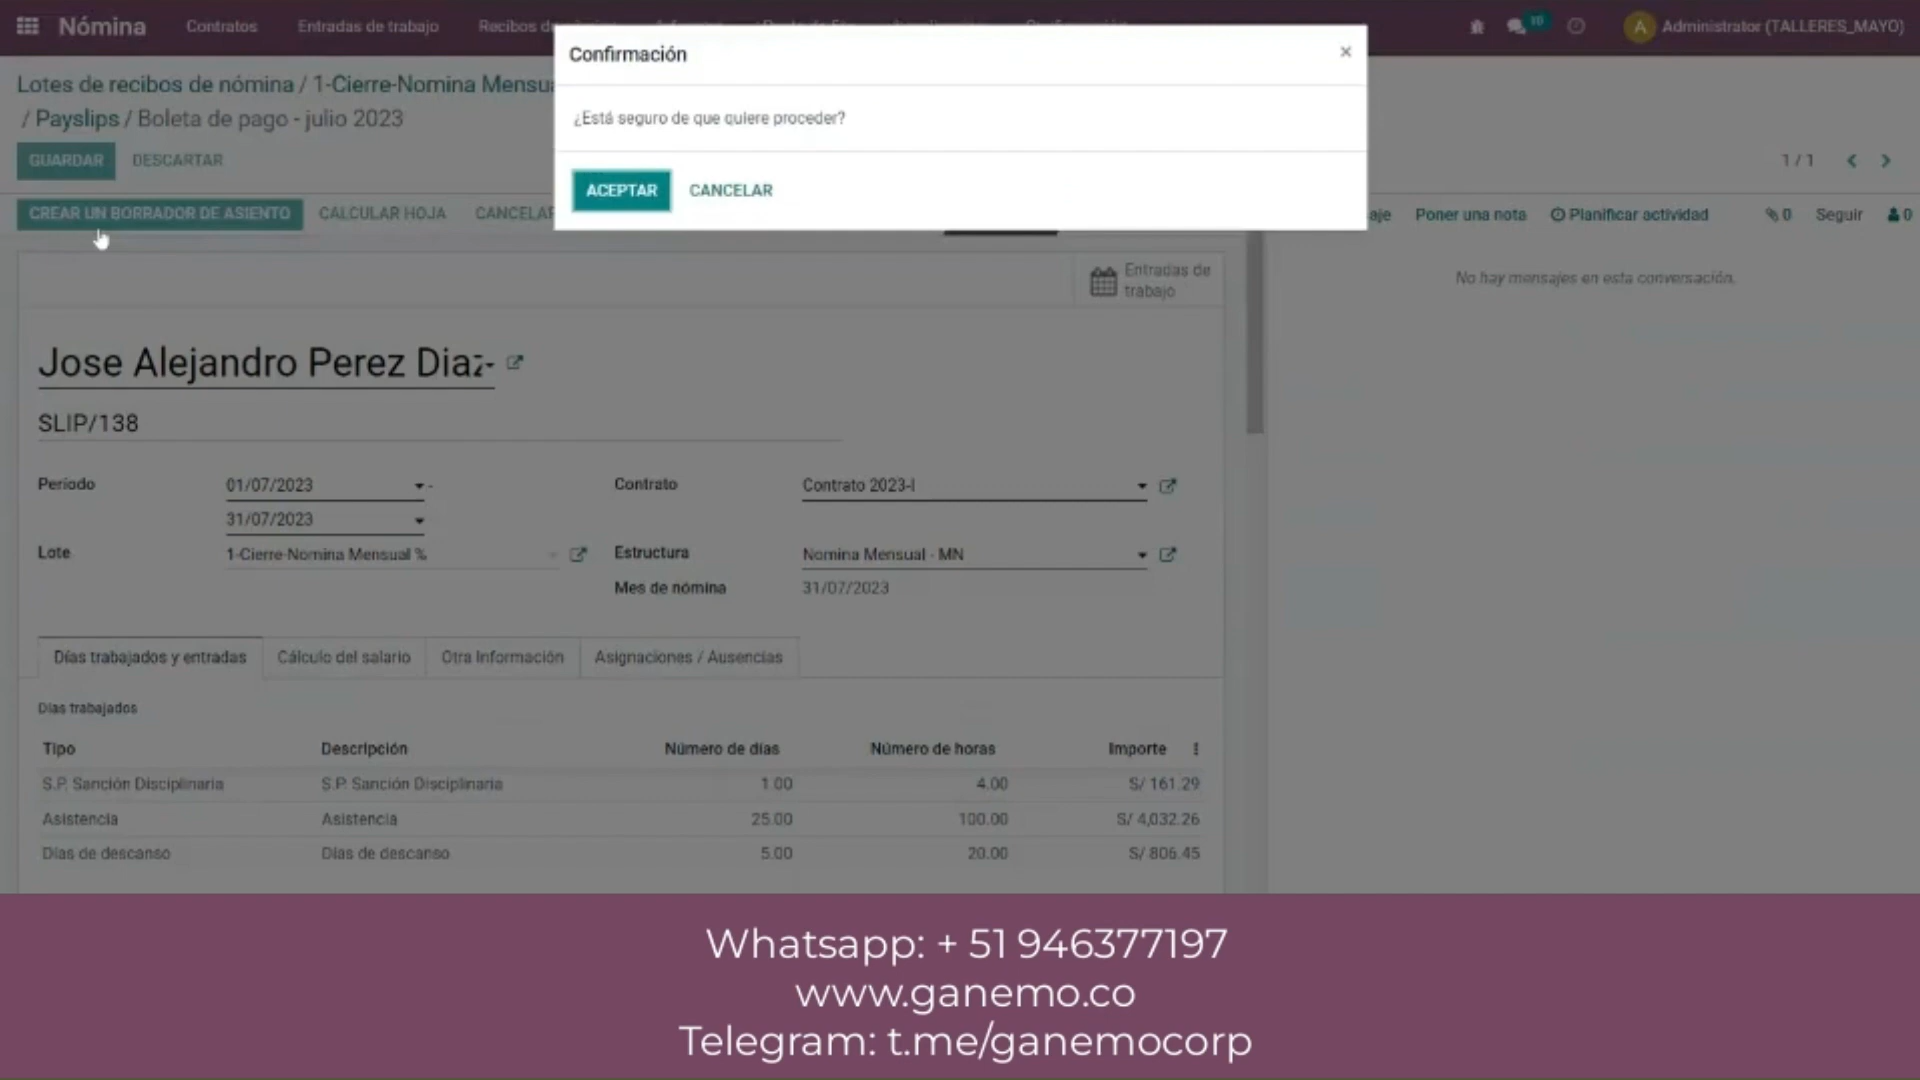 Nómina Contratos Entradas de trabajo Recibos de
10 A Administrator (TALLERES_MAYO)
Confirmación ×
¿Está seguro de que quiere proceder?
ACEPTAR CANCELAR
Lotes de recibos de nómina / 1-Cierre-Nomina Mensua
/ Payslips / Boleta de pago - julio 2023
GUARDAR DESCARTAR 1 / 1
CREAR UN BORRADOR DE ASIENTO CALCULAR HOJA CANCELAR
aje Poner una nota Planificar actividad 0 Seguir 0
No hay mensajes en esta conversación.
Entradas de
trabajo
Jose Alejandro Perez Diaz
SLIP/138
Periodo 01/07/2023 - Contrato Contrato 2023-I
31/07/2023
Lote 1-Cierre-Nomina Mensual % Estructura Nomina Mensual - MN
Mes de nómina 31/07/2023
Días trabajados y entradas Cálculo del salario Otra Información Asignaciones / Ausencias
Días trabajados
Tipo Descripción Número de días Número de horas Importe
S.P. Sanción Disciplinaria S.P. Sanción Disciplinaria 1.00 4.00 S/ 161.29
Asistencia Asistencia 25.00 100.00 S/ 4,032.26
Días de descanso Días de descanso 5.00 20.00 S/ 806.45
Whatsapp: + 51 946377197
www.ganemo.co
Telegram: t.me/ganemocorp